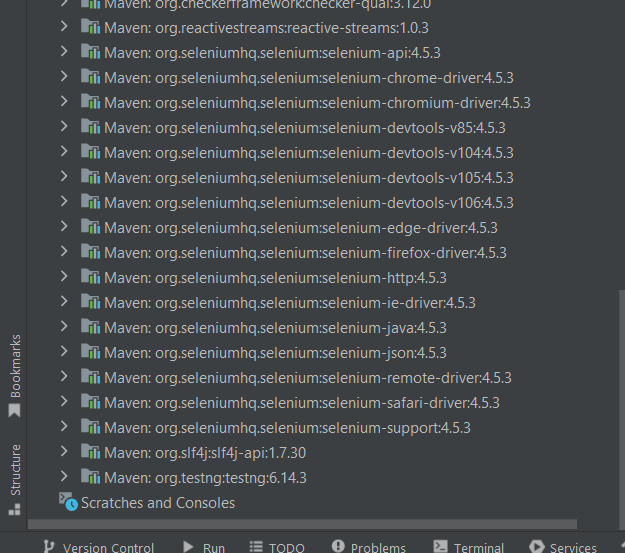 Maven: org.checkerframework:checker-qual:3.12.0
Maven: org.reactivestreams:reactive-streams:1.0.3
Maven: org.seleniumhq.selenium:selenium-api:4.5.3
Maven: org.seleniumhq.selenium:selenium-chrome-driver:4.5.3
Maven: org.seleniumhq.selenium:selenium-chromium-driver:4.5.3
Maven: org.seleniumhq.selenium:selenium-devtools-v85:4.5.3
Maven: org.seleniumhq.selenium:selenium-devtools-v104:4.5.3
Maven: org.seleniumhq.selenium:selenium-devtools-v105:4.5.3
Maven: org.seleniumhq.selenium:selenium-devtools-v106:4.5.3
Maven: org.seleniumhq.selenium:selenium-edge-driver:4.5.3
Maven: org.seleniumhq.selenium:selenium-firefox-driver:4.5.3
Maven: org.seleniumhq.selenium:selenium-http:4.5.3
Maven: org.seleniumhq.selenium:selenium-ie-driver:4.5.3
Maven: org.seleniumhq.selenium:selenium-java:4.5.3
Maven: org.seleniumhq.selenium:selenium-json:4.5.3
Maven: org.seleniumhq.selenium:selenium-remote-driver:4.5.3
Maven: org.seleniumhq.selenium:selenium-safari-driver:4.5.3
Maven: org.seleniumhq.selenium:selenium-support:4.5.3
Maven: org.slf4j:slf4j-api:1.7.30
Maven: org.testng:testng:6.14.3
Scratches and Consoles
Bookmarks
Structure
Version Control Run TODO Problems Terminal Services